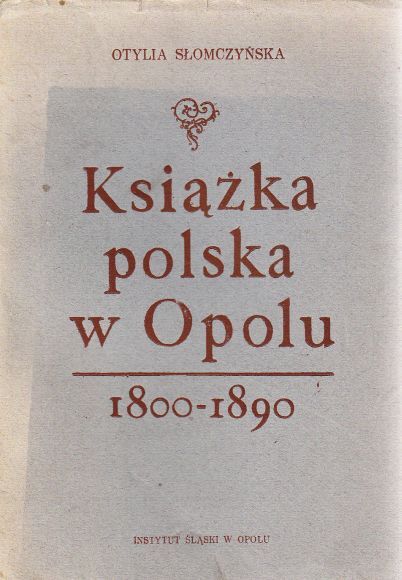 OTYLIA SŁOMCZYŃSKA
Książka
polska
w Opolu
1800-1890
INSTYTUT ŚLĄSKI W OPOLU